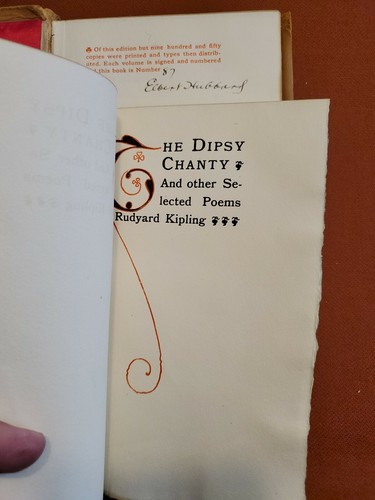 Of this edition but nine hundred and fifty
copies were printed and types then distrib-
uted. Each volume is signed and numbered
this book is Number 87
Elbert Hubbard
THE DIPSY
CHANTY
And other Se-
lected Poems
Rudyard Kipling